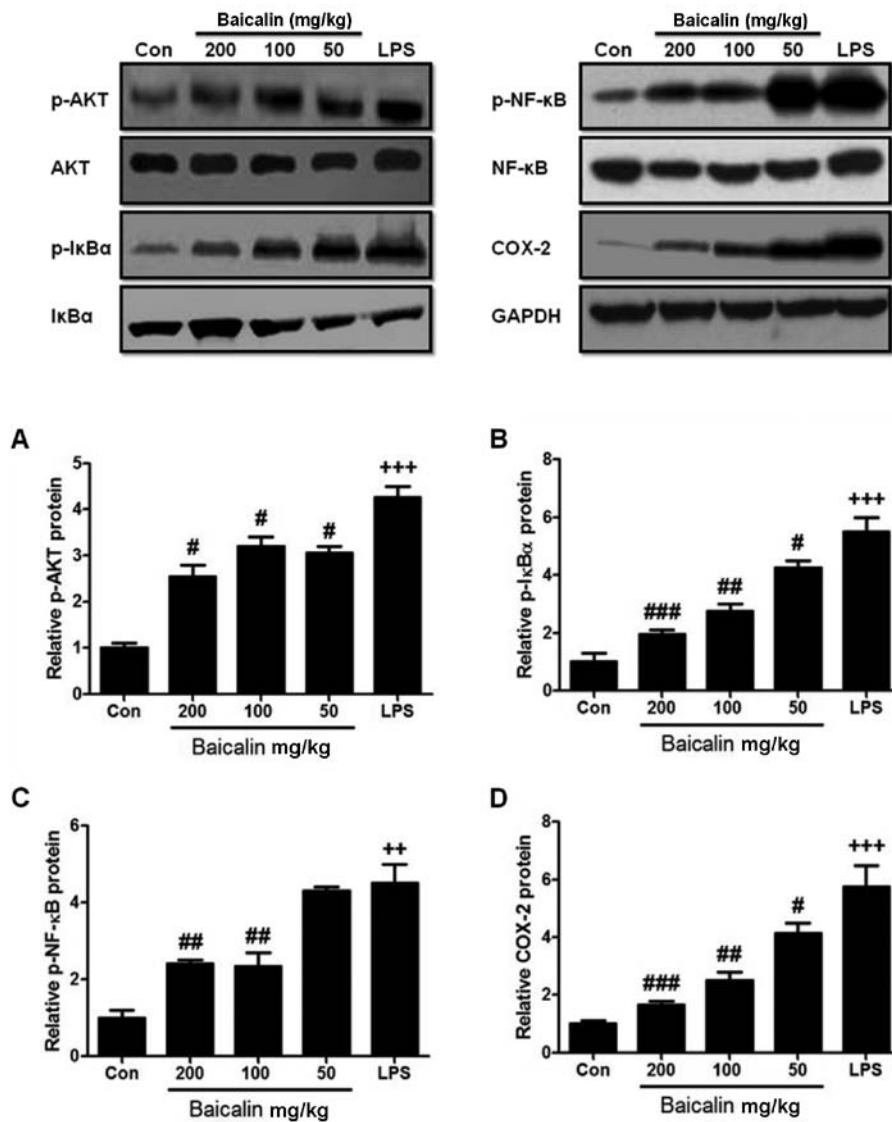 Baicalin (mg/kg)
Con 200 100 50 LPS
p-AKT
AKT
p-IκBα
IκBα
Baicalin (mg/kg)
Con 200 100 50 LPS
p-NF-κB
NF-κB
COX-2
GAPDH
A
Relative p-AKT protein
5
4
3
2
1
0
# # # +++
Con 200 100 50 LPS
Baicalin mg/kg
B
Relative p-IκBα protein
8
6
4
2
0
### ## # +++
Con 200 100 50 LPS
Baicalin mg/kg
C
Relative p-NF-κB protein
6
4
2
0
## ## ++
Con 200 100 50 LPS
Baicalin mg/kg
D
Relative COX-2 protein
8
6
4
2
0
### ## # +++
Con 200 100 50 LPS
Baicalin mg/kg